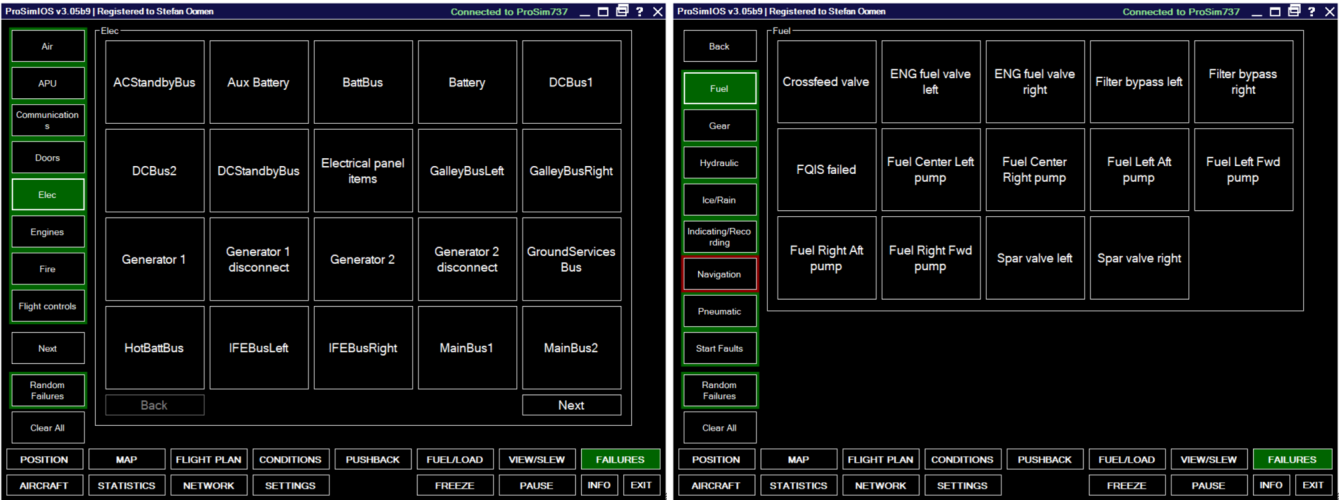 ProSimIOS v3.05b9 | Registered to Stefan Oomen
Connected to ProSim737
Air
APU
Communication
s
Doors
Elec
Engines
Fire
Flight controls
Next
Random
Failures
Clear All
Elec
ACStandbyBus
Aux Battery
BattBus
Battery
DCBus1
DCBus2
DCStandbyBus
Electrical panel
items
GalleyBusLeft
GalleyBusRight
Generator 1
Generator 1
disconnect
Generator 2
Generator 2
disconnect
GroundServices
Bus
HotBattBus
IFEBusLeft
IFEBusRight
MainBus1
MainBus2
Back
Next
POSITION
MAP
FLIGHT PLAN
CONDITIONS
PUSHBACK
FUEL/LOAD
VIEW/SLEW
FAILURES
AIRCRAFT
STATISTICS
NETWORK
SETTINGS
FREEZE
PAUSE
INFO
EXIT
ProSimIOS v3.05b9 | Registered to Stefan Oomen
Connected to ProSim737
Back
Fuel
Gear
Hydraulic
Ice/Rain
Indicating/Reco
rding
Navigation
Pneumatic
Start Faults
Random
Failures
Clear All
Fuel
Crossfeed valve
ENG fuel valve
left
ENG fuel valve
right
Filter bypass left
Filter bypass
right
FQIS failed
Fuel Center Left
pump
Fuel Center
Right pump
Fuel Left Aft
pump
Fuel Left Fwd
pump
Fuel Right Aft
pump
Fuel Right Fwd
pump
Spar valve left
Spar valve right
POSITION
MAP
FLIGHT PLAN
CONDITIONS
PUSHBACK
FUEL/LOAD
VIEW/SLEW
FAILURES
AIRCRAFT
STATISTICS
NETWORK
SETTINGS
FREEZE
PAUSE
INFO
EXIT